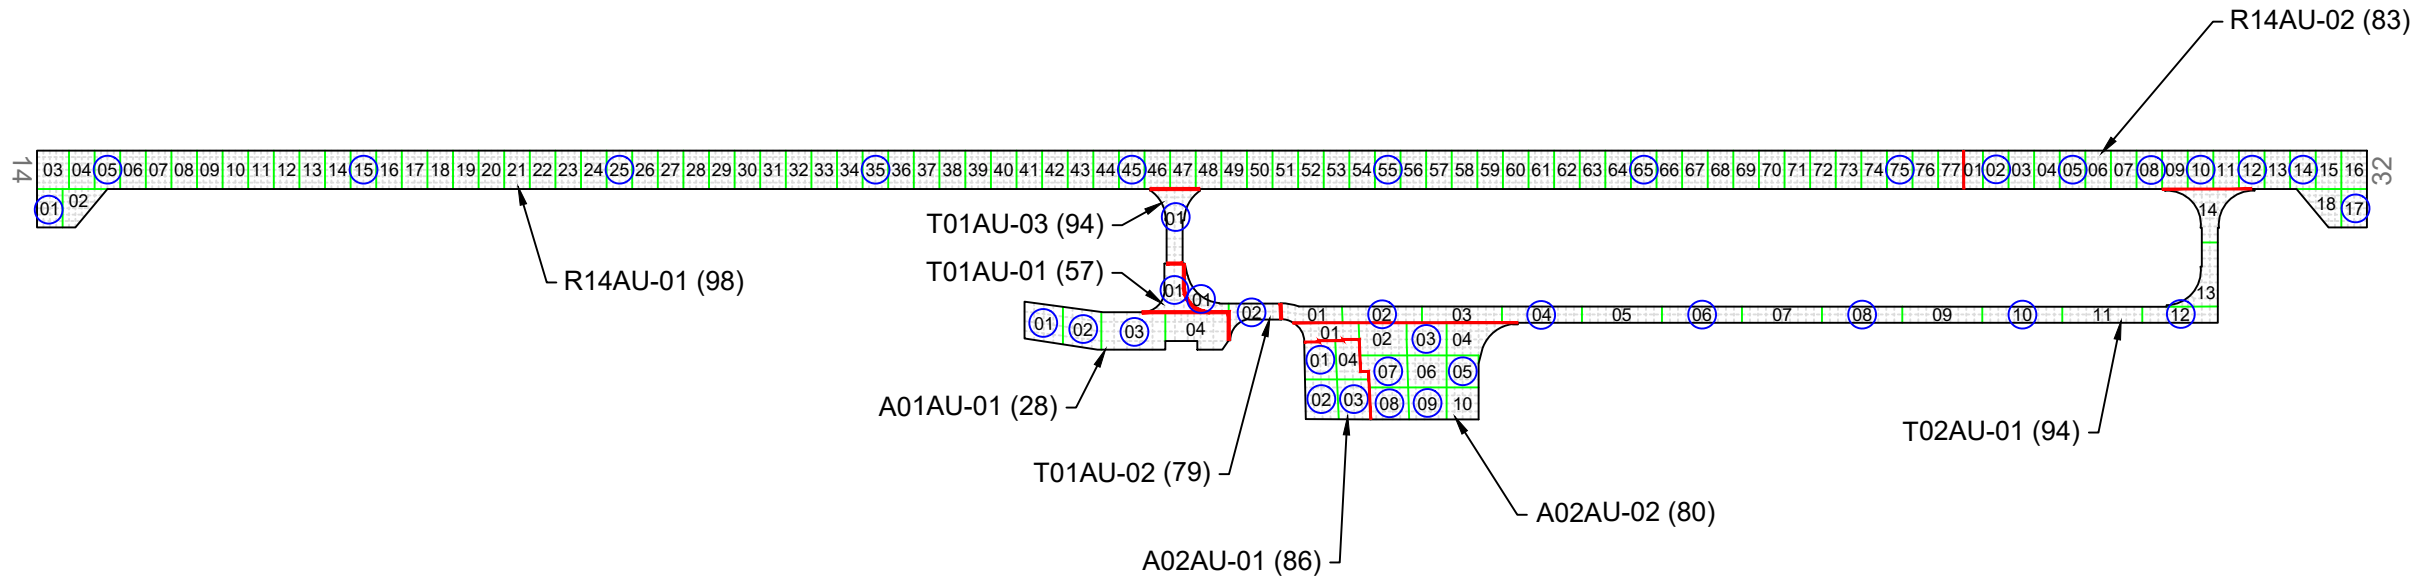 R14AU-02 (83)
14 03 04 05 06 07 08 09 10 11 12 13 14 15 16 17 18 19 20 21 22 23 24 25 26 27 28 29 30 31 32 33 34 35 36 37 38 39 40 41 42 43 44 45 46 47 48 49 50 51 52 53 54 55 56 57 58 59 60 61 62 63 64 65 66 67 68 69 70 71 72 73 74 75 76 77 01 02 03 04 05 06 07 08 09 10 11 12 13 14 15 16 32
01 02
18 17
T01AU-03 (94)
01
14
T01AU-01 (57)
R14AU-01 (98)
01 01 02
13
01 02 03 04 05 06 07 08 09 10 11 12
01 02 03 04
01 02 03 04
01 04 07 06 05
02 03 08 09 10
A01AU-01 (28)
T02AU-01 (94)
T01AU-02 (79)
A02AU-02 (80)
A02AU-01 (86)